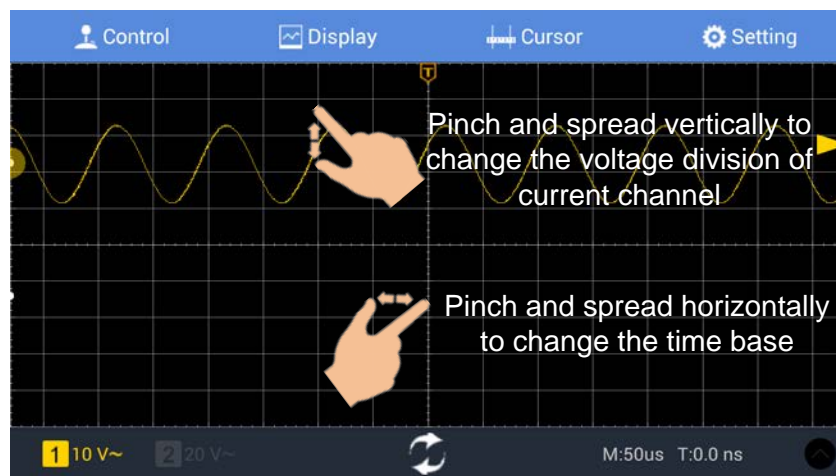 Control Display Cursor Setting
T
Pinch and spread vertically to
change the voltage division of
current channel
Pinch and spread horizontally
to change the time base
1 10 V~ 2 20 V~ M:50us T:0.0 ns